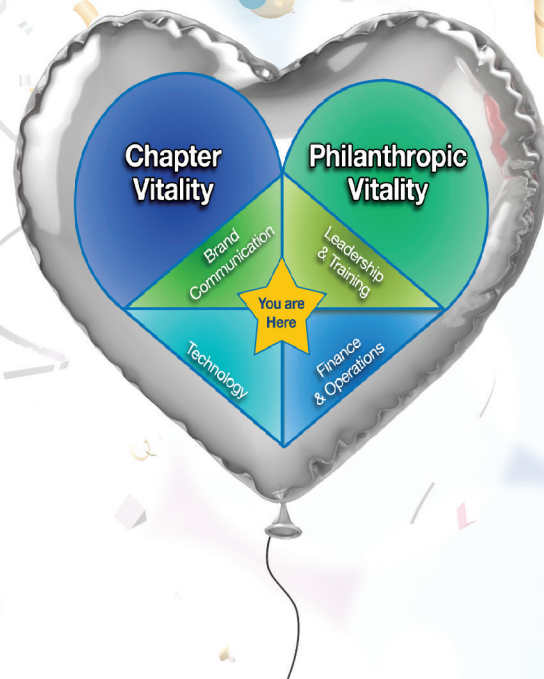 Chapter
Vitality
Philanthropic
Vitality
Brand
Communication
Leadership
& Training
You are
Here
Technology
Finance
& Operations